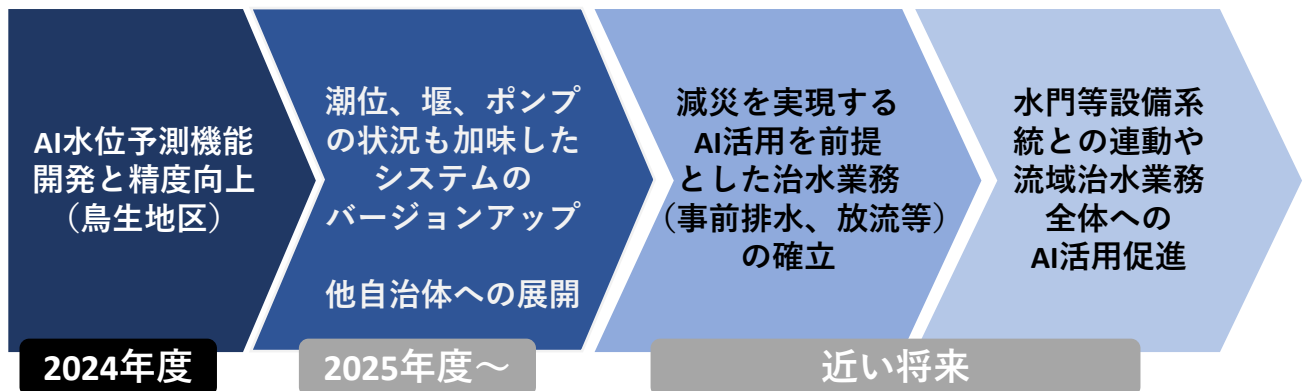 AI水位予測機能
開発と精度向上
（鳥生地区）
潮位、堰、ポンプ
の状況も加味した
システムの
バージョンアップ
他自治体への展開
減災を実現する
AI活用を前提
とした治水業務
（事前排水、放流等）
の確立
水門等設備系
統との連動や
流域治水業務
全体への
AI活用促進
2024年度
2025年度～
近い将来